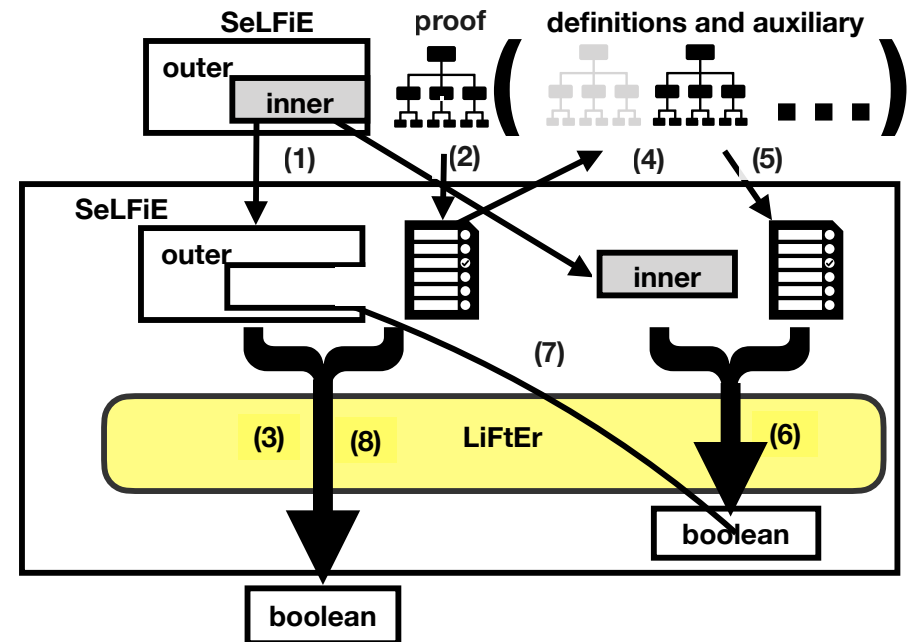 SeLFiE
proof
definitions and auxiliary
outer
inner
(1)
(2)
(4)
(5)
SeLFiE
outer
inner
(7)
(3)
(8)
LiFtEr
(6)
boolean
boolean